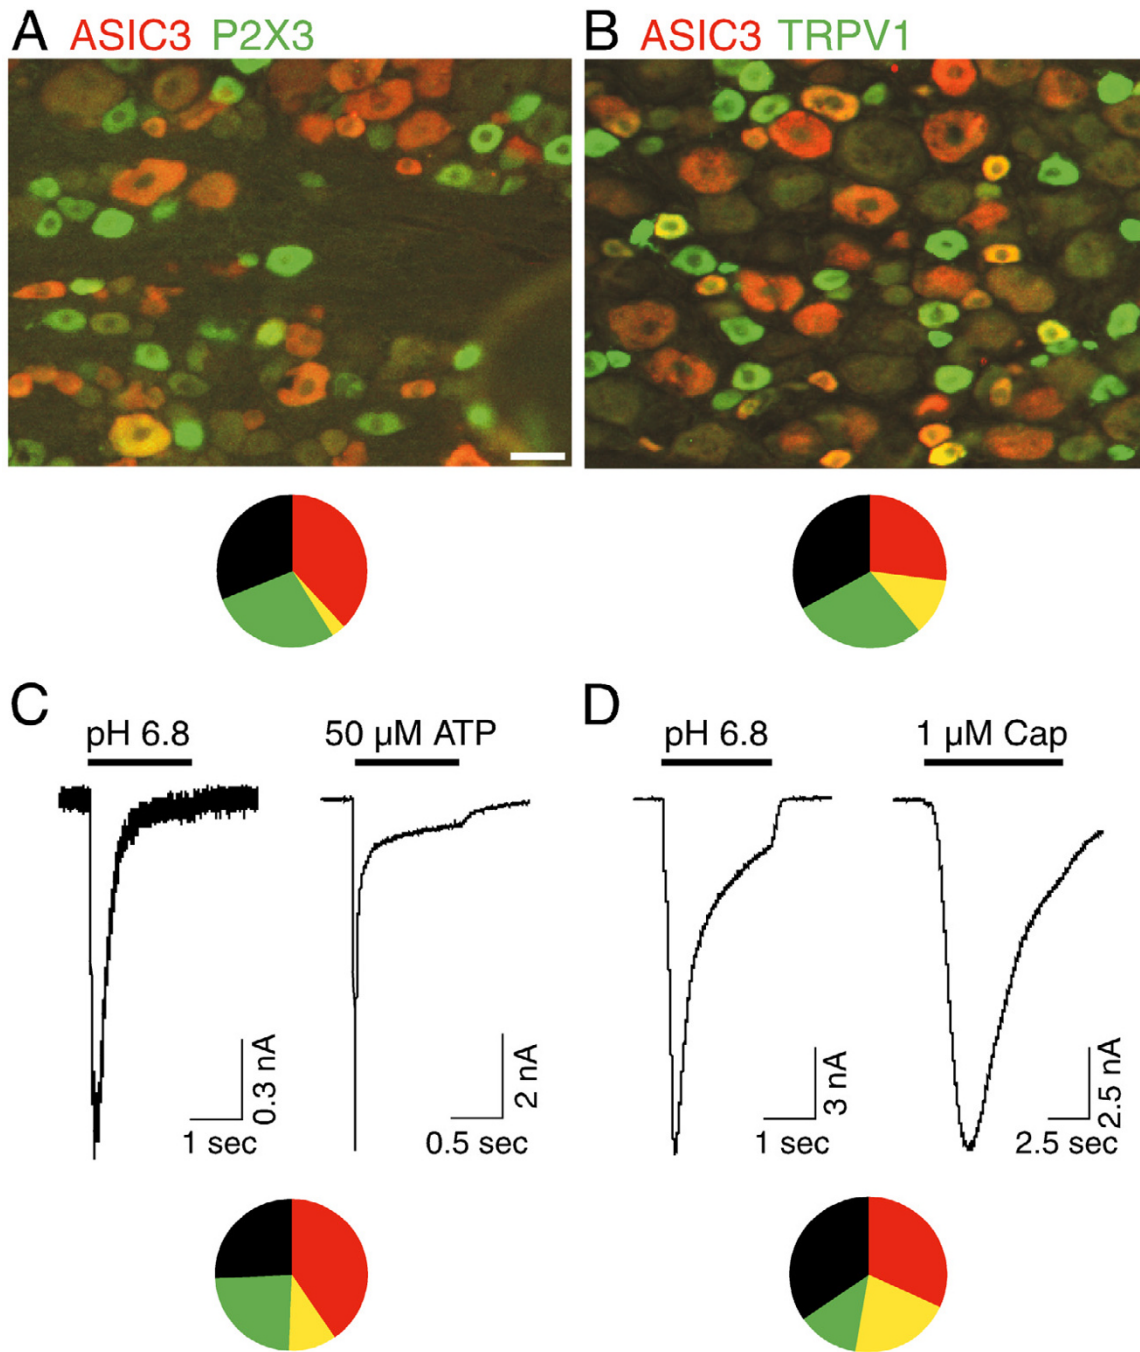 A ASIC3 P2X3
B ASIC3 TRPV1
C
pH 6.8
50 µM ATP
0.3 nA
1 sec
2 nA
0.5 sec
D
pH 6.8
1 µM Cap
3 nA
1 sec
2.5 nA
2.5 sec